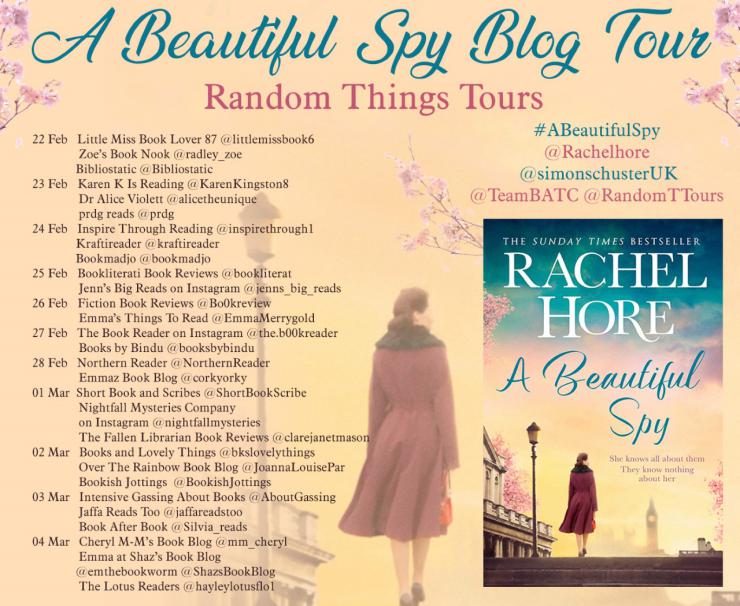 A Beautiful Spy Blog Tour
Random Things Tours
22 Feb Little Miss Book Lover 87 @littlemissbook6
Zoe's Book Nook @radley_zoe
Bibliostatic @Bibliostatic
23 Feb Karen K Is Reading @KarenKingston8
Dr Alice Violett @alicetheunique
prdg reads @prdg
24 Feb Inspire Through Reading @inspirethrough1
Kraftireader @kraftireader
Bookmadjo @bookmadjo
25 Feb Bookliterati Book Reviews @bookliterat
Jenn's Big Reads on Instagram @jenns_big_reads
26 Feb Fiction Book Reviews @Bo0kreview
Emma's Things To Read @EmmaMerrygold
27 Feb The Book Reader on Instagram @the.b00kreader
Books by Bindu @booksbybindu
28 Feb Northern Reader @NorthernReader
Emmaz Book Blog @corkyorky
01 Mar Short Book and Scribes @ShortBookScribe
Nightfall Mysteries Company
on Instagram @nightfallmysteries
The Fallen Librarian Book Reviews @clarejanetmason
02 Mar Books and Lovely Things @bkslovelythings
Over The Rainbow Book Blog @JoannaLouisePar
Bookish Jottings @BookishJottings
03 Mar Intensive Gassing About Books @AboutGassing
Jaffa Reads Too @jaffareadstoo
Book After Book @Silvia_reads
04 Mar Cheryl M-M's Book Blog @mm_cheryl
Emma at Shaz's Book Blog
@emthebookworm @ShazsBookBlog
The Lotus Readers @hayleylotusflo1
#ABeautifulSpy
@Rachelhore
@simonschusterUK
@TeamBATC @RandomTTours
THE SUNDAY TIMES BESTSELLER
RACHEL
HORE
A Beautiful
Spy
She knows all about them
They know nothing
about her